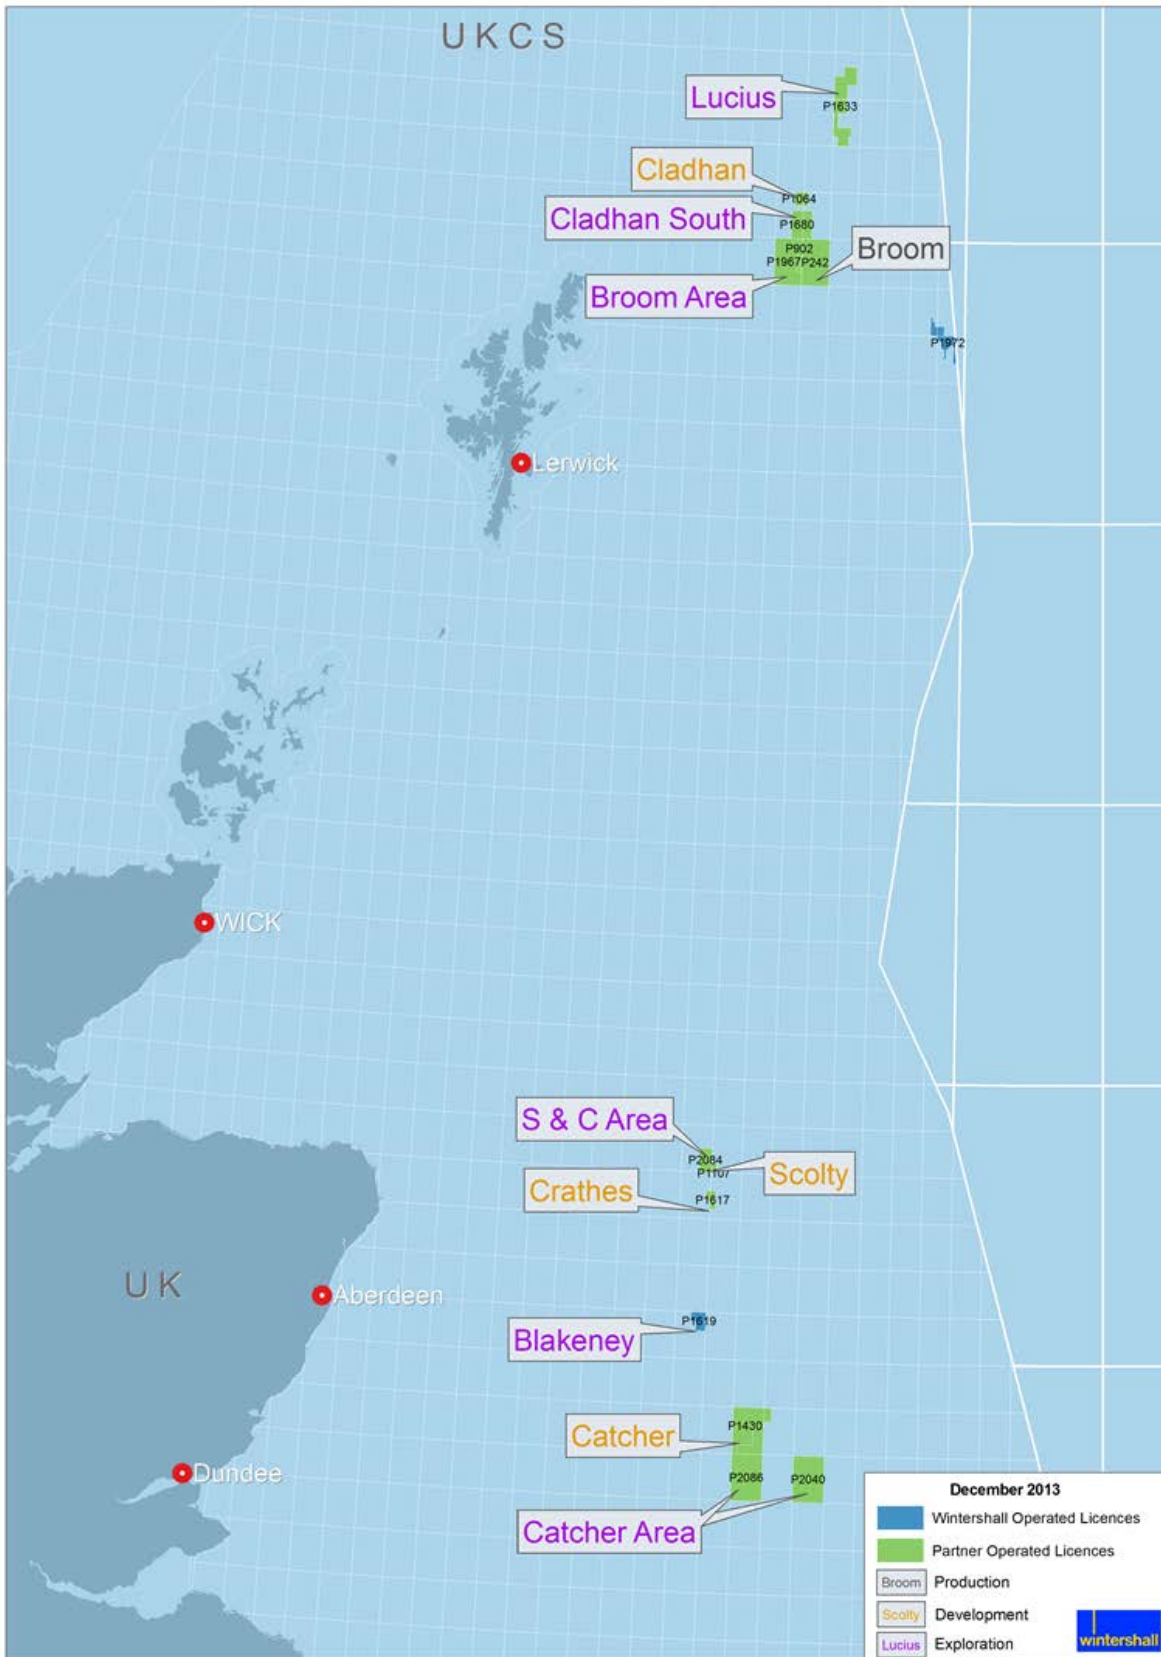 UKCS
Lucius
P1633
Cladhan
P1064
Cladhan South
P1680
P902
P1967 P242
Broom
Broom Area
P1972
Lerwick
WICK
S & C Area
P2084
P1107
Scolty
Crathes
P1617
UK
Aberdeen
P1619
Blakeney
P1430
Catcher
Dundee
P2086
P2040
Catcher Area
December 2013
Wintershall Operated Licences
Partner Operated Licences
Broom Production
Scolty Development
Lucius Exploration
wintershall